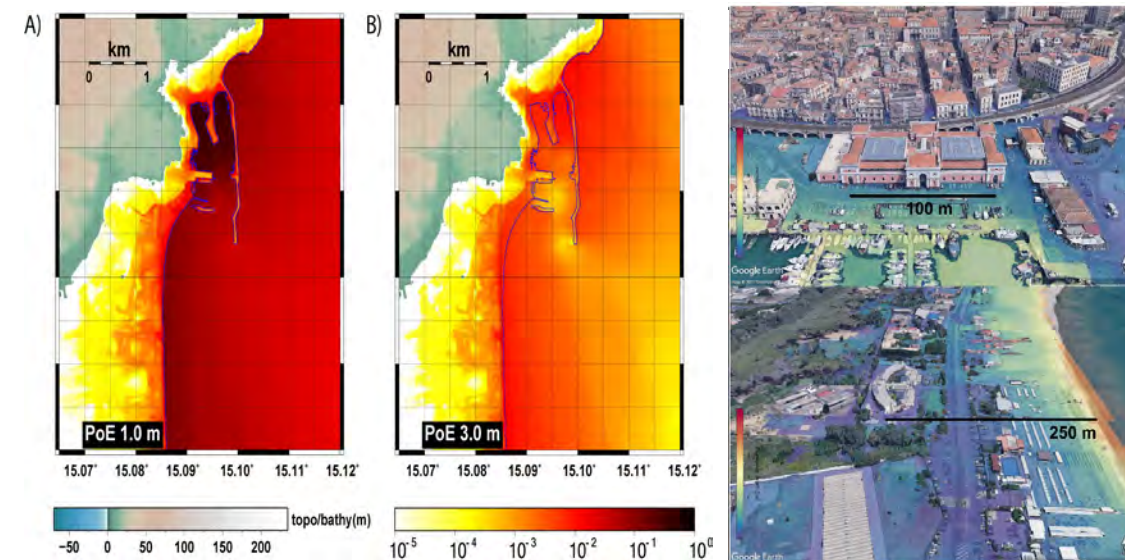 A)
km
0 1
PoE 1.0 m
15.07˚ 15.08˚ 15.09˚ 15.10˚ 15.11˚ 15.12˚
−50 0 50 100 150 200 topo/bathy(m)
B)
km
0 1
PoE 3.0 m
15.07˚ 15.08˚ 15.09˚ 15.10˚ 15.11˚ 15.12˚
10⁻⁵ 10⁻⁴ 10⁻³ 10⁻² 10⁻¹ 10⁰
100 m
Google Earth
250 m
Google Earth